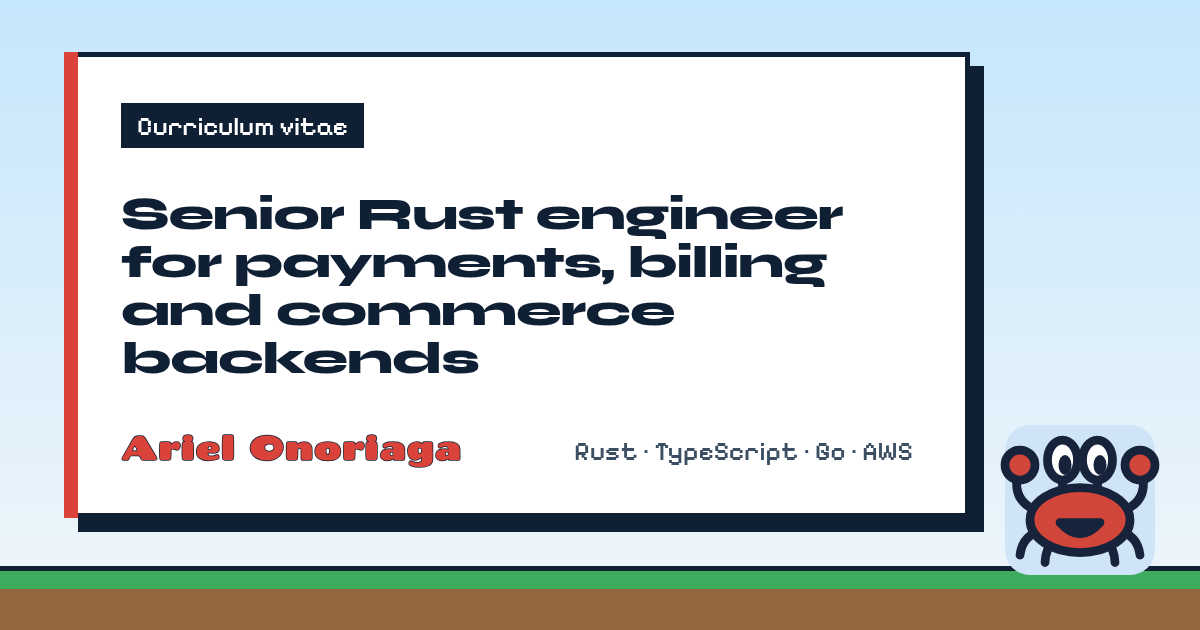 Curriculum vitae
Senior Rust engineer
for payments, billing
and commerce
backends
Ariel Onoriaga
Rust · TypeScript · Go · AWS